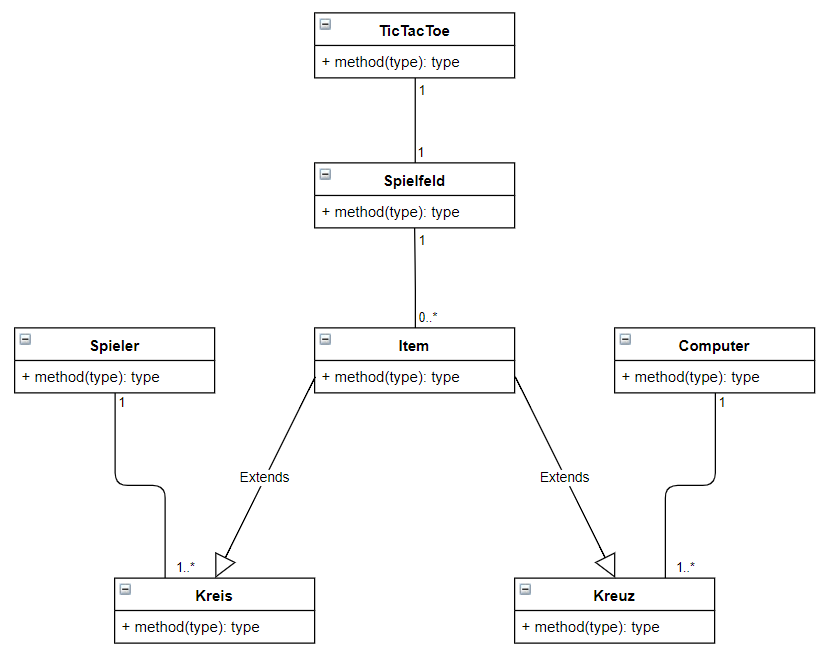 TicTacToe
+ method(type): type
1
1
Spielfeld
+ method(type): type
1
0..*
Spieler
+ method(type): type
1
Item
+ method(type): type
Computer
+ method(type): type
1
Extends
Extends
1..*
1..*
Kreis
+ method(type): type
Kreuz
+ method(type): type